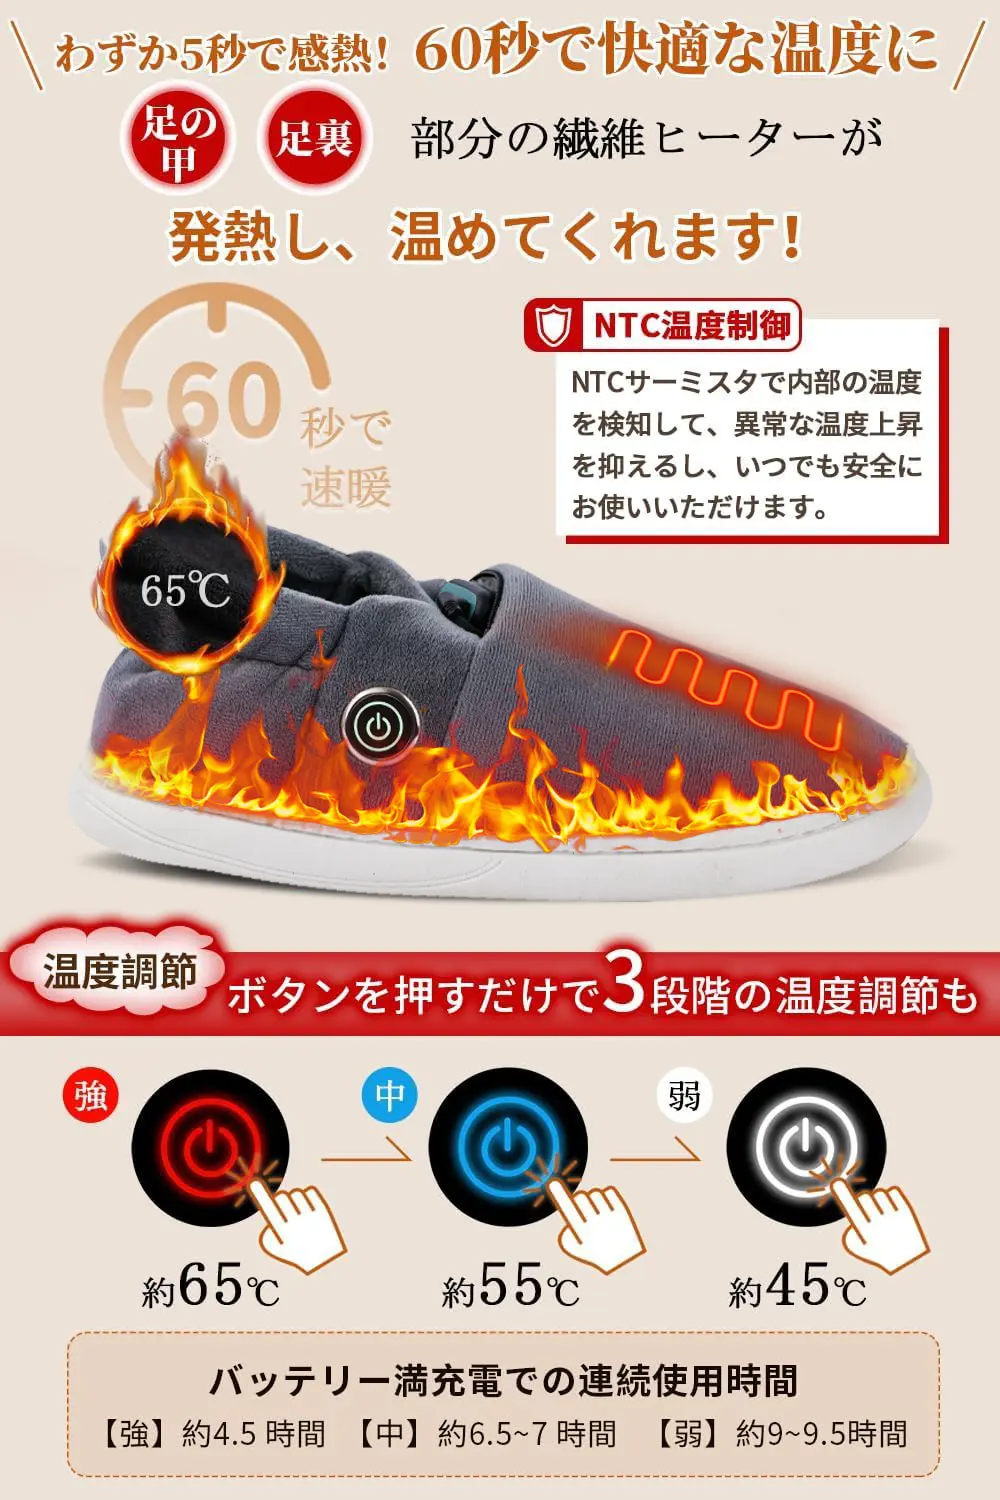 わずか5秒で感熱！60秒で快適な温度に
足の甲 足裏 部分の繊維ヒーターが
発熱し、温めてくれます！
60秒で
速暖
NTC温度制御
NTCサーミスタで内部の温度
を検知して、異常な温度上昇
を抑えるし、いつでも安全に
お使いいただけます。
65℃
温度調節 ボタンを押すだけで3段階の温度調節も
強 中 弱
約65℃ 約55℃ 約45℃
バッテリー満充電での連続使用時間
【強】約4.5 時間 【中】約6.5~7 時間 【弱】約9~9.5時間